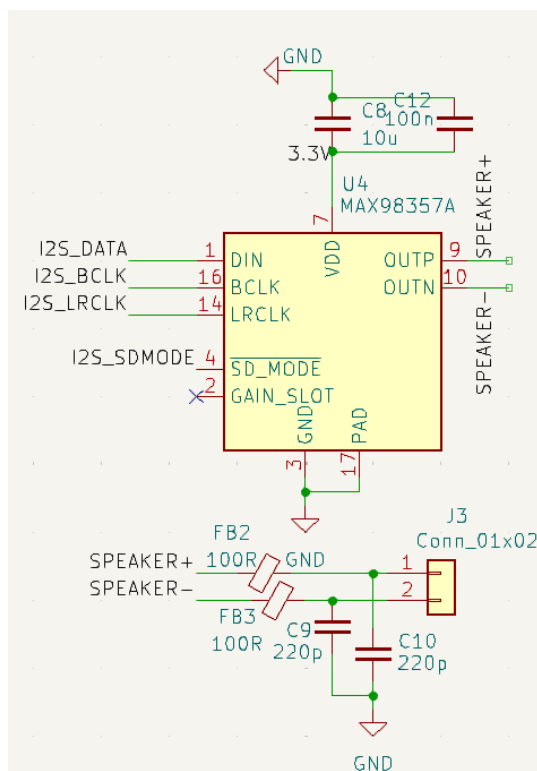 GND
C8 C12
100n
10u
3.3V
U4
MAX98357A
7
VDD
I2S_DATA 1 DIN OUTP 9 SPEAKER+
I2S_BCLK 16 BCLK OUTN 10 SPEAKER-
I2S_LRCLK 14 LRCLK
I2S_SDMODE 4 SD_MODE
2 GAIN_SLOT
GND PAD
3 17
GND
J3
Conn_01x02
FB2
100R
SPEAKER+ 1
SPEAKER- 2
FB3
100R
C9
220p
C10
220p
GND